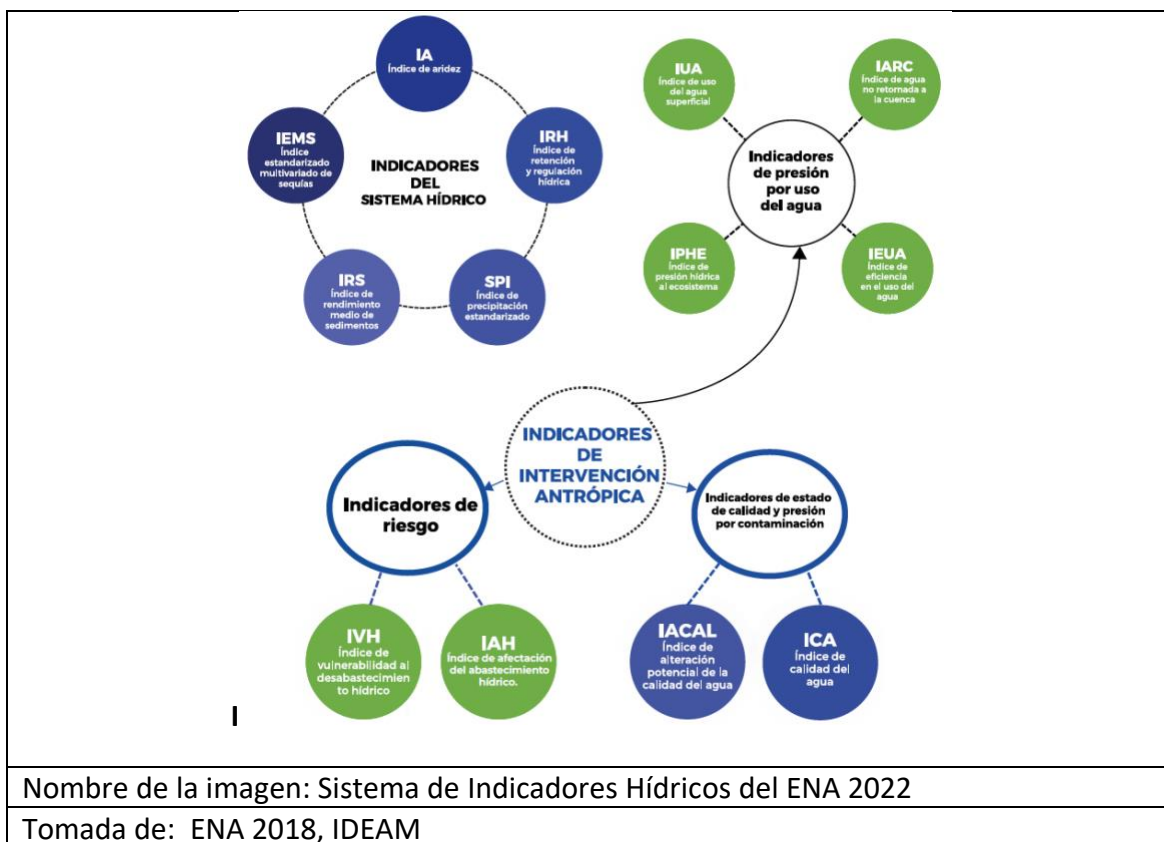 IA
Índice de aridez
IEMS
Índice
estandarizado
multivariado de
sequías
INDICADORES
DEL
SISTEMA HÍDRICO
IRH
Índice de
retención
y regulación
hídrica
IRS
Índice de
rendimiento
medio de
sedimentos
SPI
Índice de
precipitación
estandarizado
IUA
Índice de uso
del agua
superficial
IARC
Índice de agua
no retornada a
la cuenca
Indicadores
de presión
por uso
del agua
IPHE
Índice de
presión hídrica
al ecosistema
IEUA
Índice de
eficiencia
en el uso del
agua
INDICADORES
DE
INTERVENCIÓN
ANTRÓPICA
Indicadores de
riesgo
Indicadores de estado
de calidad y presión
por contaminación
IVH
Índice de
vulnerabilidad al
desabastecimien
to hídrico
IAH
Índice de afectación
del abastecimiento
hídrico.
IACAL
Índice de
alteración
potencial de la
calidad del agua
ICA
Índice de
calidad del
agua
I
Nombre de la imagen: Sistema de Indicadores Hídricos del ENA 2022
Tomada de: ENA 2018, IDEAM